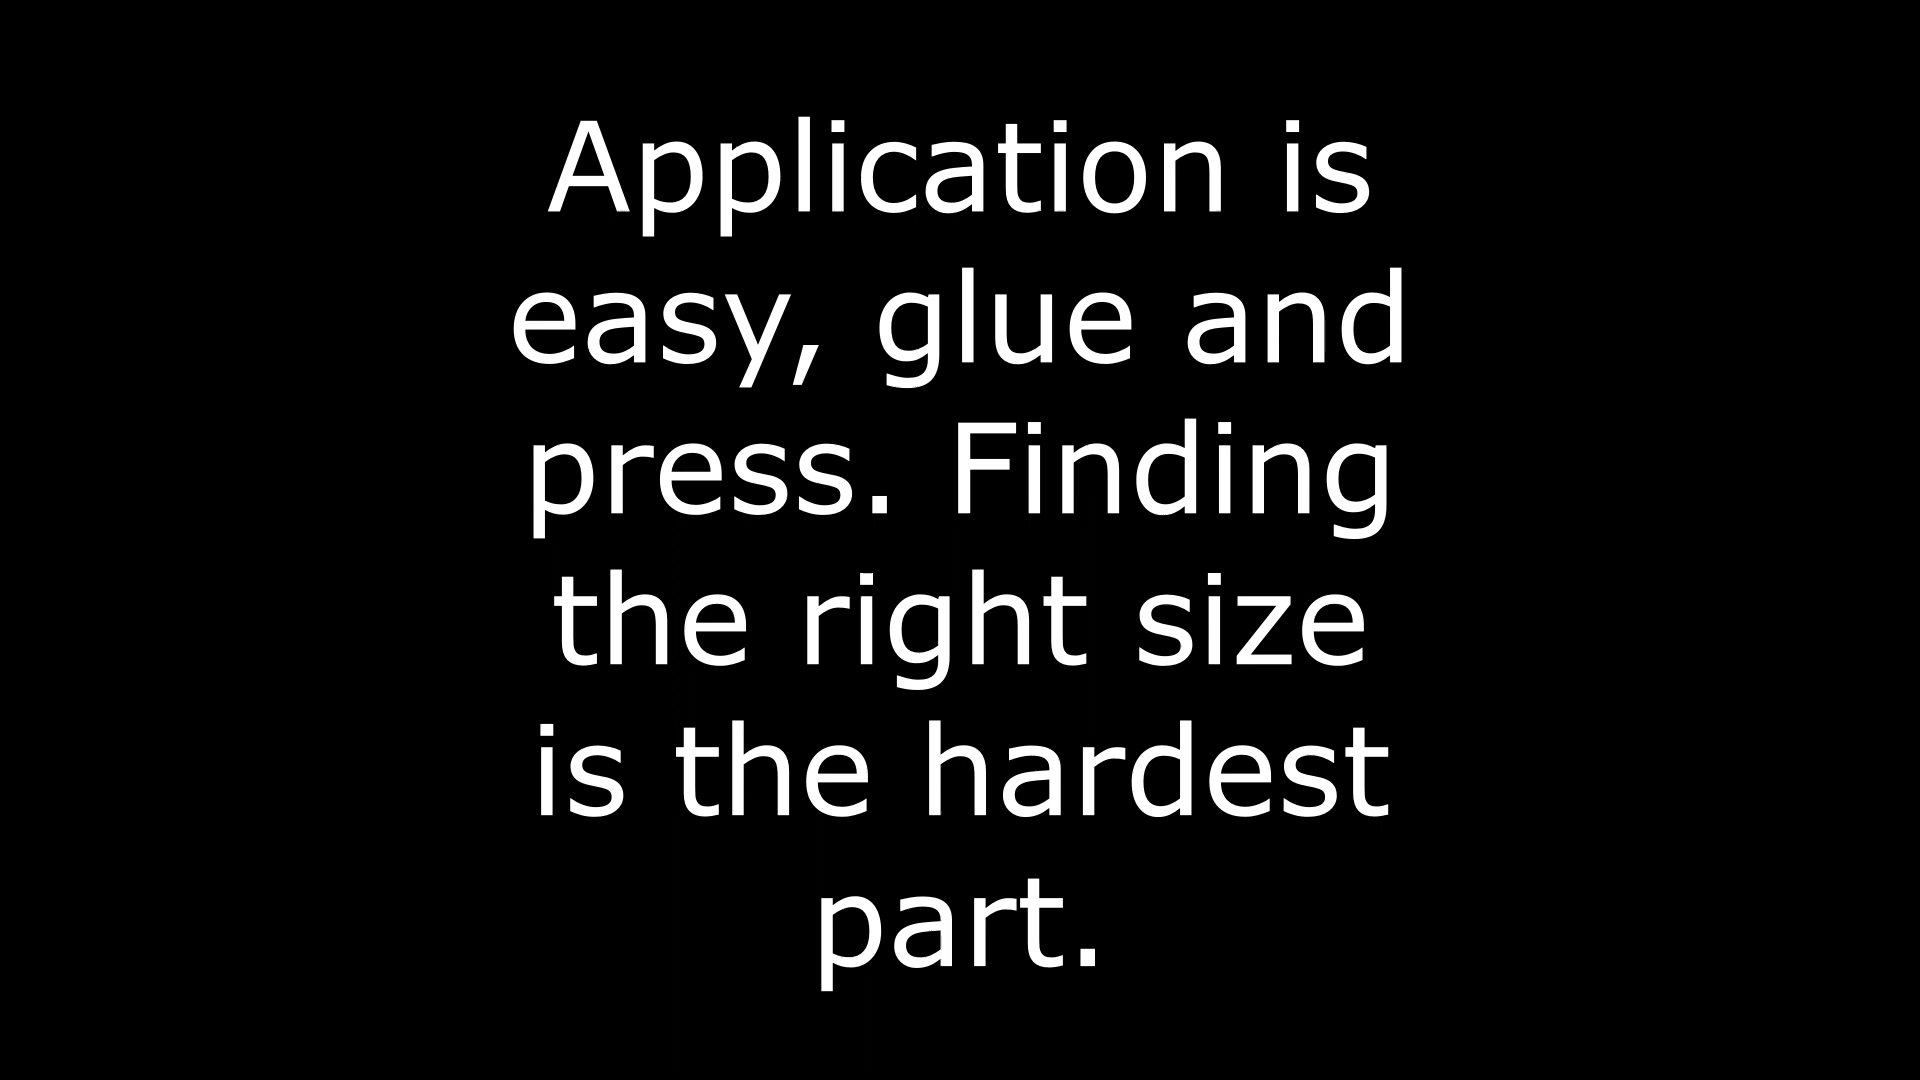 Application is
easy, glue and
press. Finding
the right size
is the hardest
part.